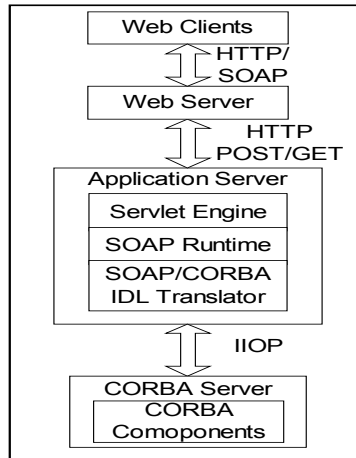 Web Clients
HTTP/
SOAP
Web Server
HTTP
POST/GET
Application Server
Servlet Engine
SOAP Runtime
SOAP/CORBA
IDL Translator
IIOP
CORBA Server
CORBA
Comoponents